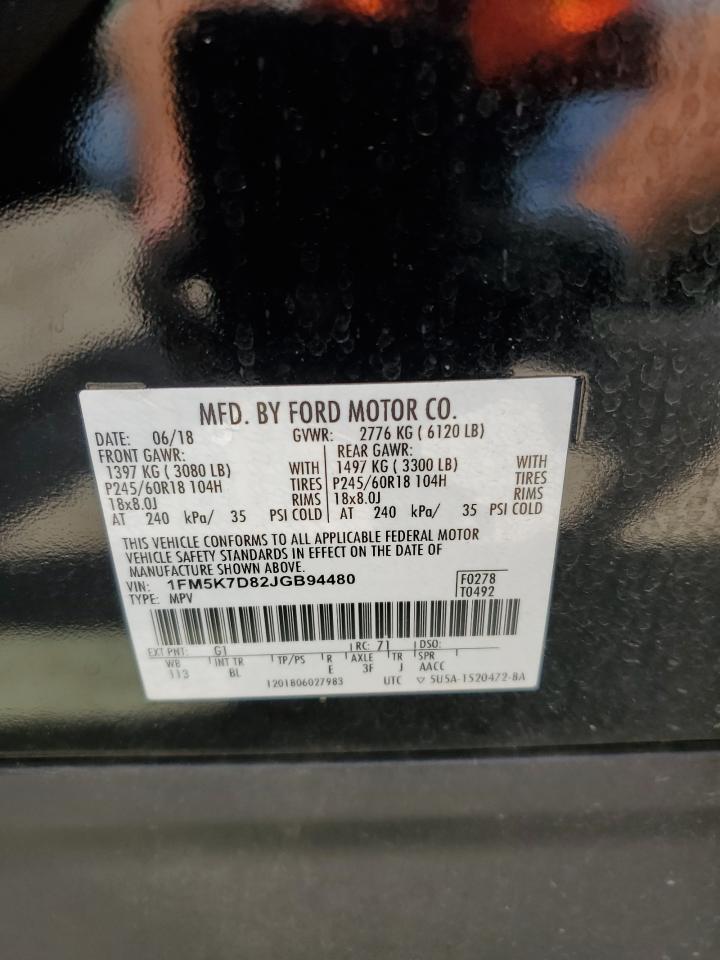 MFD. BY FORD MOTOR CO.
DATE: 06/18 GVWR: 2776 KG ( 6120 LB)
FRONT GAWR: REAR GAWR:
1397 KG ( 3080 LB) WITH 1497 KG ( 3300 LB) WITH
P245/60R18 104H TIRES P245/60R18 104H TIRES
18x8.0J RIMS 18x8.0J RIMS
AT 240 kPa/ 35 PSI COLD AT 240 kPa/ 35 PSI COLD
THIS VEHICLE CONFORMS TO ALL APPLICABLE FEDERAL MOTOR
VEHICLE SAFETY STANDARDS IN EFFECT ON THE DATE OF
MANUFACTURE SHOWN ABOVE.
VIN: 1FM5K7D82JGB94480 F0278
TYPE: MPV T0492
EXT PNT: G1 RC: 71 DSO:
WB INT TR TP/PS R AXLE TR SPR
113 BL E 3F J AACC
1201806027983 UTC ▽ 5U5A-1520472-BA